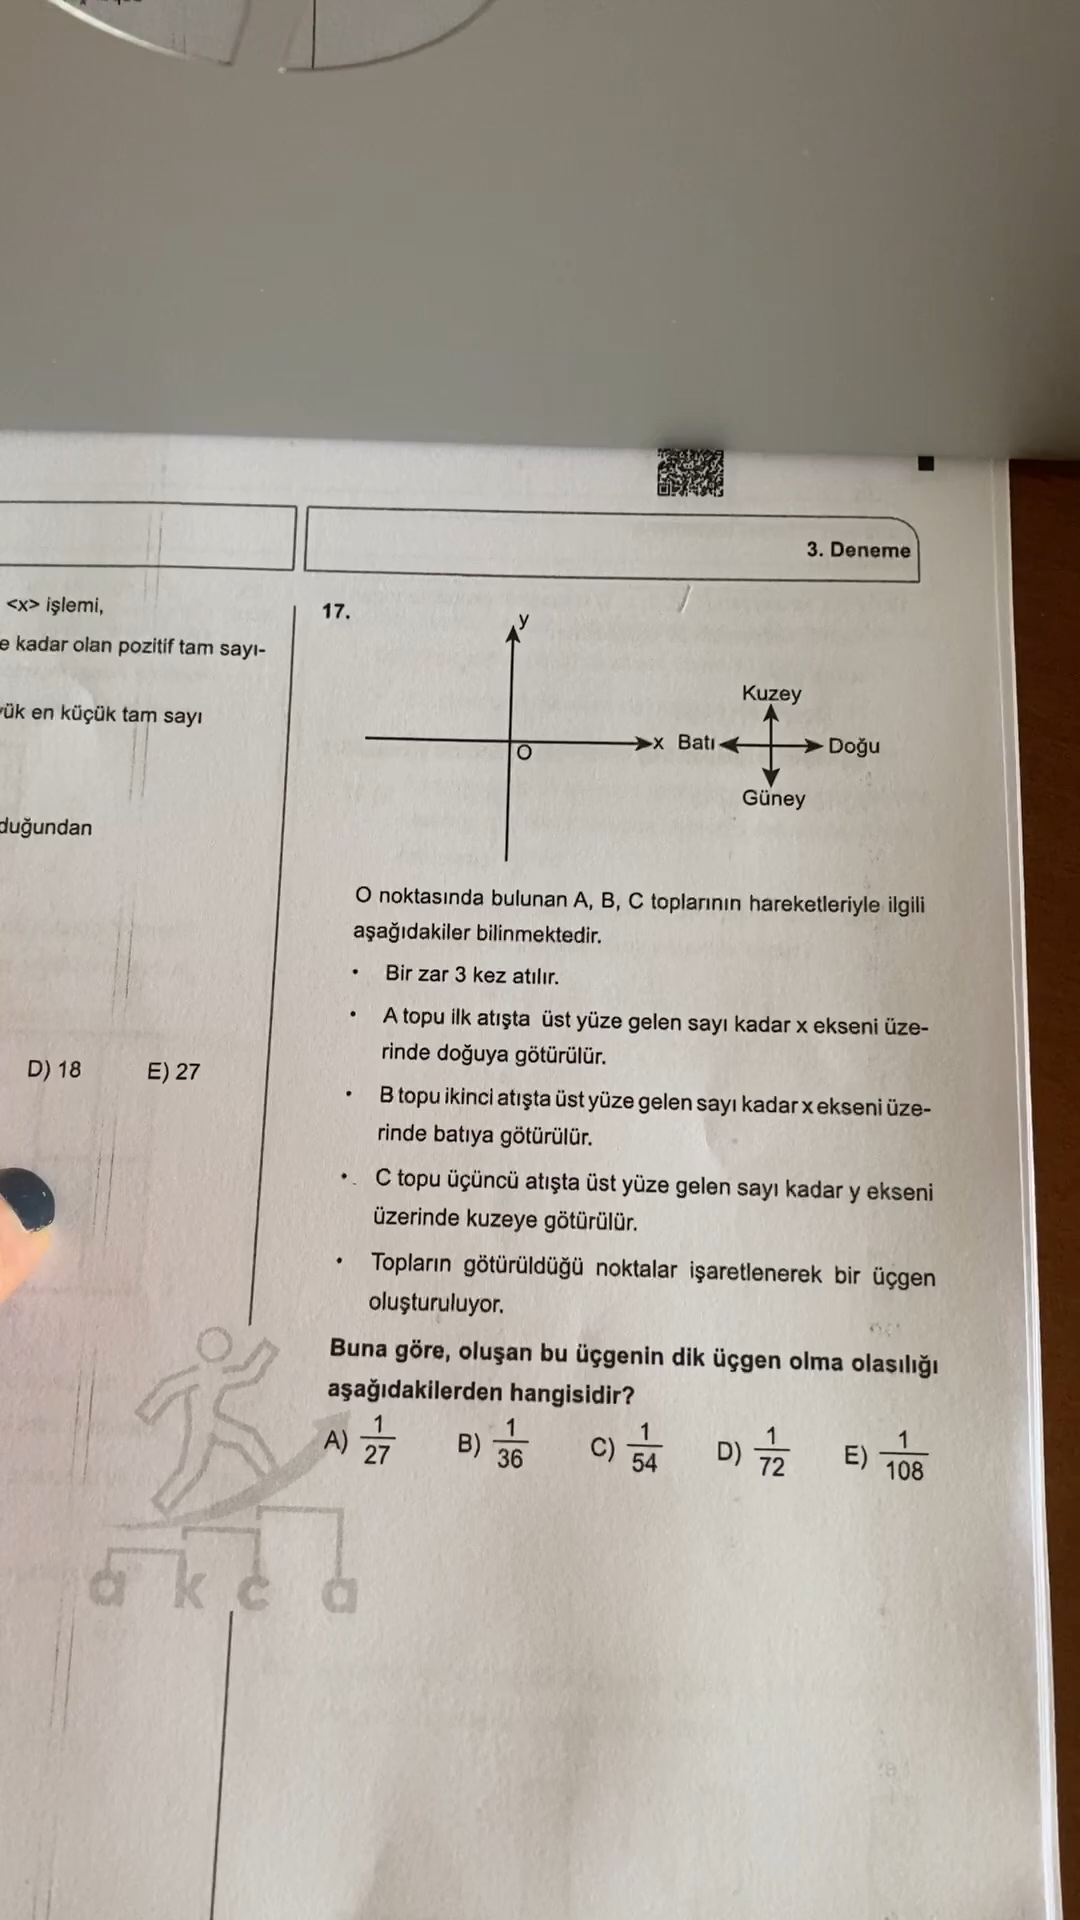 3. Deneme
<x> işlemi,
e kadar olan pozitif tam sayı-
yük en küçük tam sayı
duğundan
D) 18 E) 27
17.
y
O
x
Kuzey
Batı
Doğu
Güney
O noktasında bulunan A, B, C toplarının hareketleriyle ilgili
aşağıdakiler bilinmektedir.
• Bir zar 3 kez atılır.
• A topu ilk atışta üst yüze gelen sayı kadar x ekseni üze-
rinde doğuya götürülür.
• B topu ikinci atışta üst yüze gelen sayı kadar x ekseni üze-
rinde batıya götürülür.
• C topu üçüncü atışta üst yüze gelen sayı kadar y ekseni
üzerinde kuzeye götürülür.
• Topların götürüldüğü noktalar işaretlenerek bir üçgen
oluşturuluyor.
Buna göre, oluşan bu üçgenin dik üçgen olma olasılığı
aşağıdakilerden hangisidir?
A) 1/27 B) 1/36 C) 1/54 D) 1/72 E) 1/108
akça